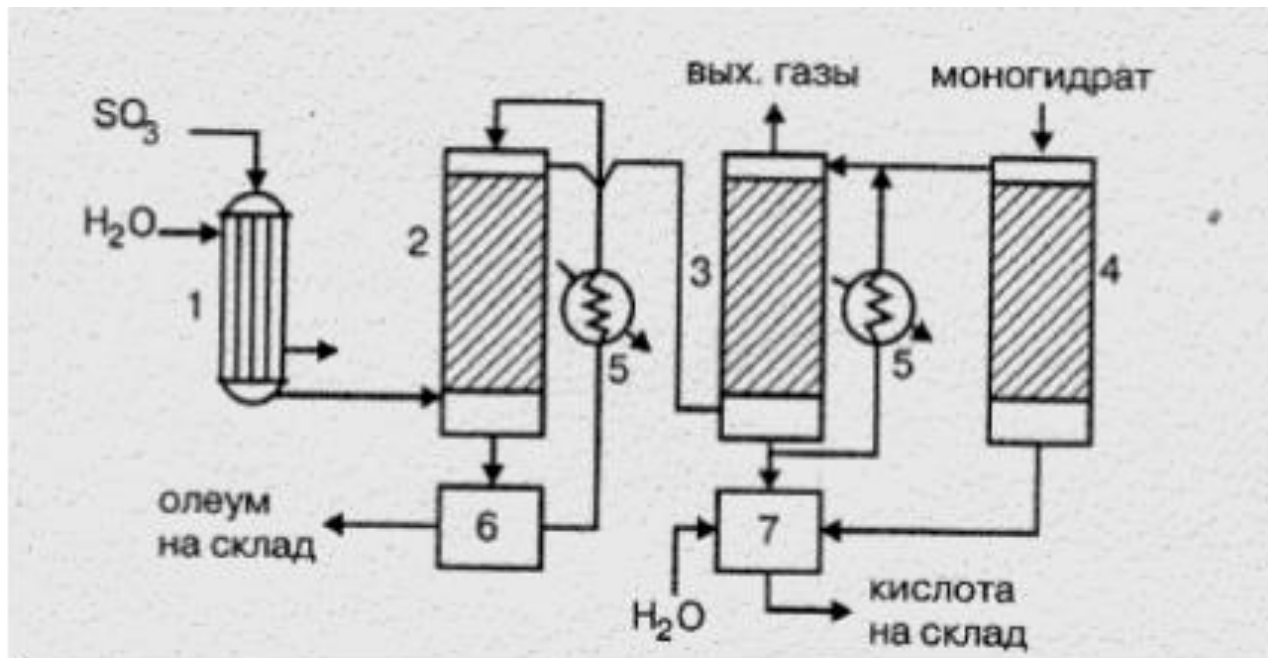 вых. газы
моногидрат
SO₃
H₂O
1
2
5
3
5
4
олеум
на склад
6
7
H₂O
кислота
на склад